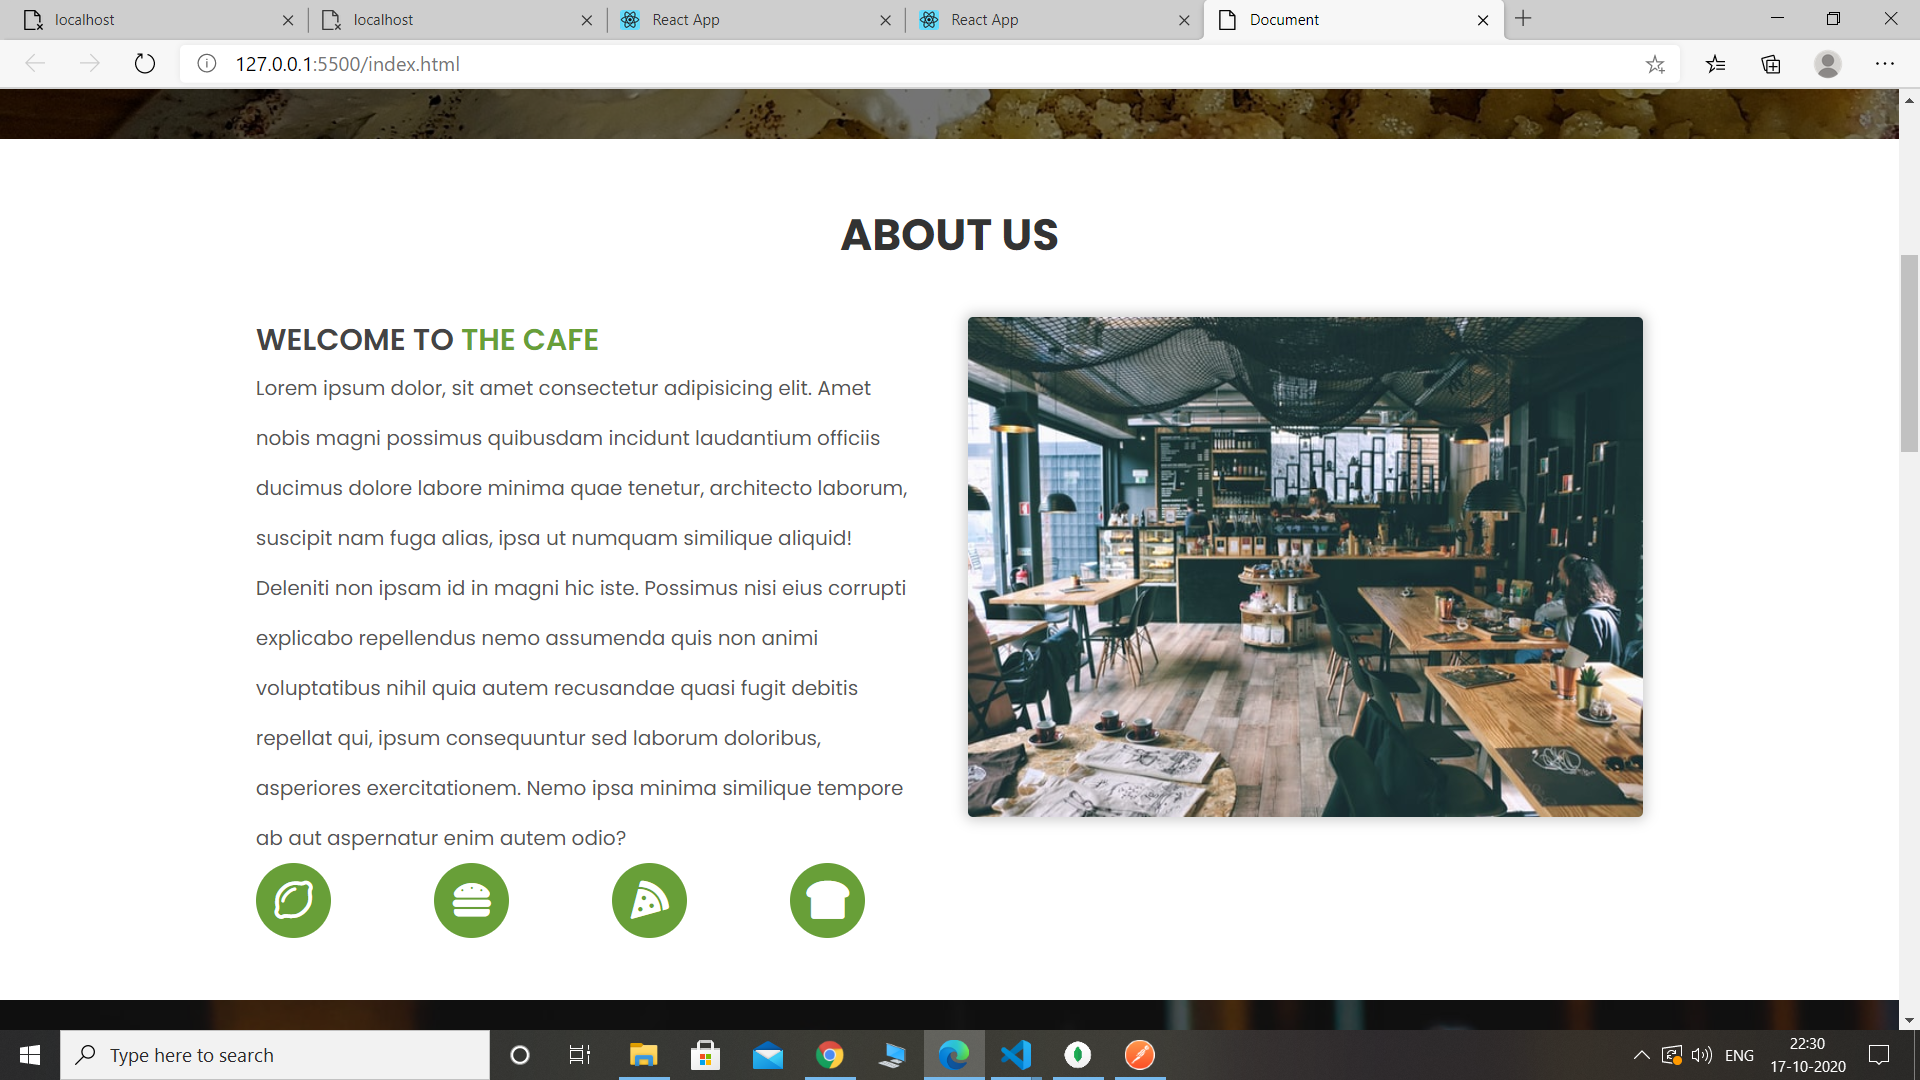 localhost
localhost
React App
React App
Document
127.0.0.1:5500/index.html
ABOUT US
WELCOME TO THE CAFE
Lorem ipsum dolor, sit amet consectetur adipisicing elit. Amet
nobis magni possimus quibusdam incidunt laudantium officiis
ducimus dolore labore minima quae tenetur, architecto laborum,
suscipit nam fuga alias, ipsa ut numquam similique aliquid!
Deleniti non ipsam id in magni hic iste. Possimus nisi eius corrupti
explicabo repellendus nemo assumenda quis non animi
voluptatibus nihil quia autem recusandae quasi fugit debitis
repellat qui, ipsum consequuntur sed laborum doloribus,
asperiores exercitationem. Nemo ipsa minima similique tempore
ab aut aspernatur enim autem odio?
Type here to search
ENG
22:30
17-10-2020